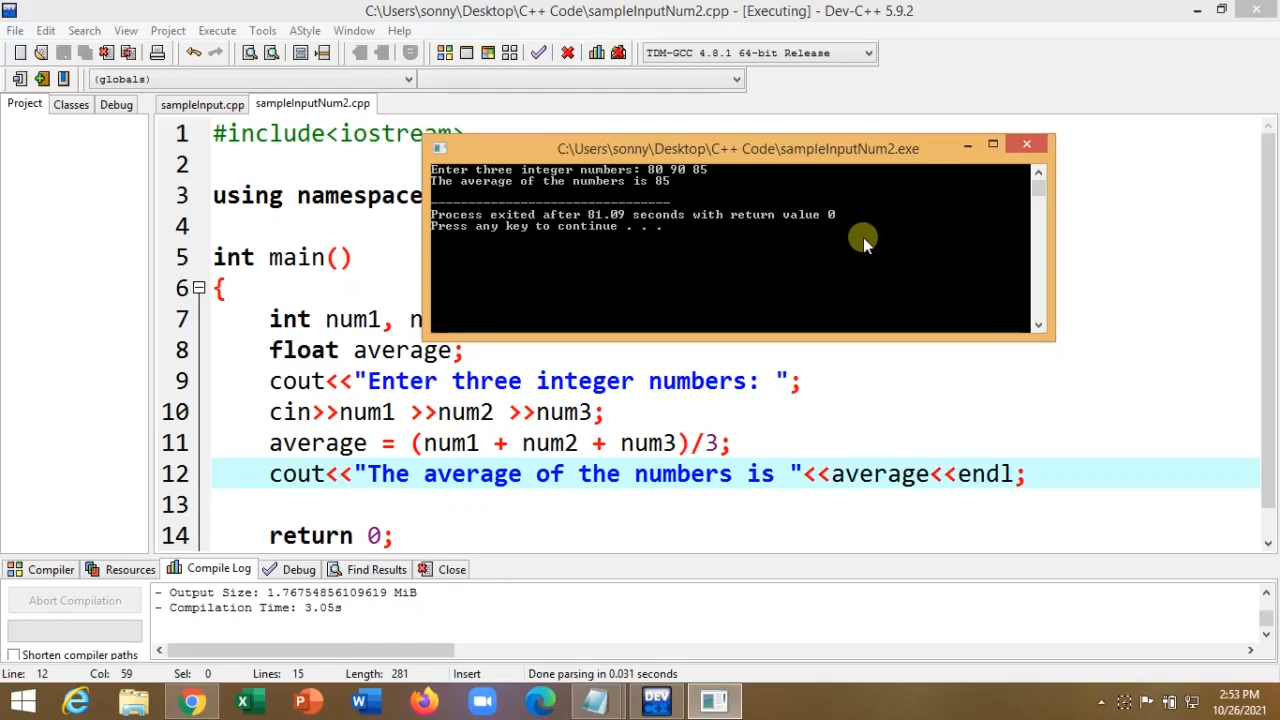 C:\Users\sonny\Desktop\C++ Code\sampleInputNum2.cpp - [Executing] - Dev-C++ 5.9.2
File Edit Search View Project Execute Tools AStyle Window Help
TDM-GCC 4.8.1 64-bit Release
(globals)
Project Classes Debug sampleInput.cpp sampleInputNum2.cpp
1 #include<iostream>
2
3 using namespace
4
5 int main()
6 {
7 int num1, n
8 float average;
9 cout<<"Enter three integer numbers: ";
10 cin>>num1 >>num2 >>num3;
11 average = (num1 + num2 + num3)/3;
12 cout<<"The average of the numbers is "<<average<<endl;
13
14 return 0;
C:\Users\sonny\Desktop\C++ Code\sampleInputNum2.exe
Enter three integer numbers: 80 90 85
The average of the numbers is 85
--------------------------------
Process exited after 81.09 seconds with return value 0
Press any key to continue . . .
Compiler Resources Compile Log Debug Find Results Close
Abort Compilation
Shorten compiler paths
- Output Size: 1.76754856109619 MiB
- Compilation Time: 3.05s
Line: 12 Col: 59 Sel: 0 Lines: 15 Length: 281 Insert Done parsing in 0.031 seconds
DEV
2:53 PM
10/26/2021